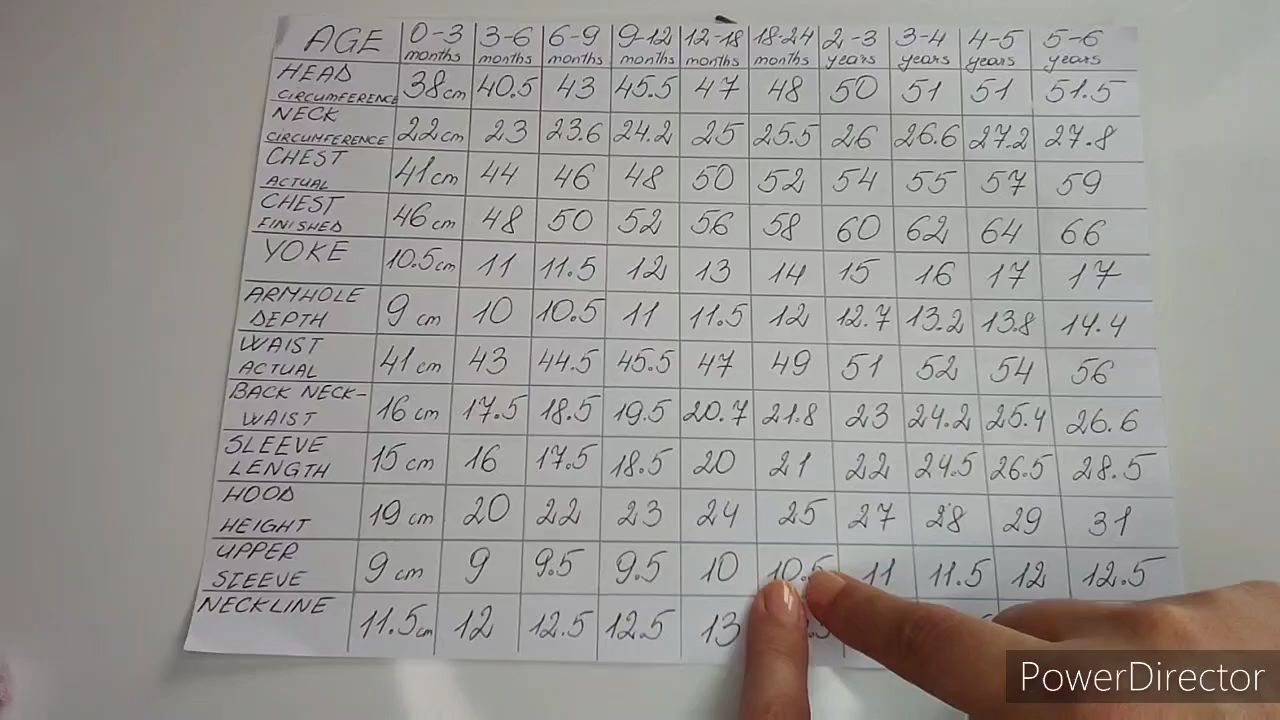 AGE 0-3 months 3-6 months 6-9 months 9-12 months 12-18 months 18-24 months 2-3 years 3-4 years 4-5 years 5-6 years
HEAD CIRCUMFERENCE 38cm 40.5 43 45.5 47 48 50 51 51 51.5
NECK CIRCUMFERENCE 22cm 23 23.6 24.2 25 25.5 26 26.6 27.2 27.8
CHEST ACTUAL 41cm 44 46 48 50 52 54 55 57 59
CHEST FINISHED 46cm 48 50 52 56 58 60 62 64 66
YOKE 10.5cm 11 11.5 12 13 14 15 16 17 17
ARMHOLE DEPTH 9 cm 10 10.5 11 11.5 12 12.7 13.2 13.8 14.4
WAIST ACTUAL 41cm 43 44.5 45.5 47 49 51 52 54 56
BACK NECK-WAIST 16 cm 17.5 18.5 19.5 20.7 21.8 23 24.2 25.4 26.6
SLEEVE LENGTH 15 cm 16 17.5 18.5 20 21 22 24.5 26.5 28.5
HOOD HEIGHT 19 cm 20 22 23 24 25 27 28 29 31
UPPER SLEEVE 9 cm 9 9.5 9.5 10 10.5 11 11.5 12 12.5
NECKLINE 11.5cm 12 12.5 12.5 13
PowerDirector